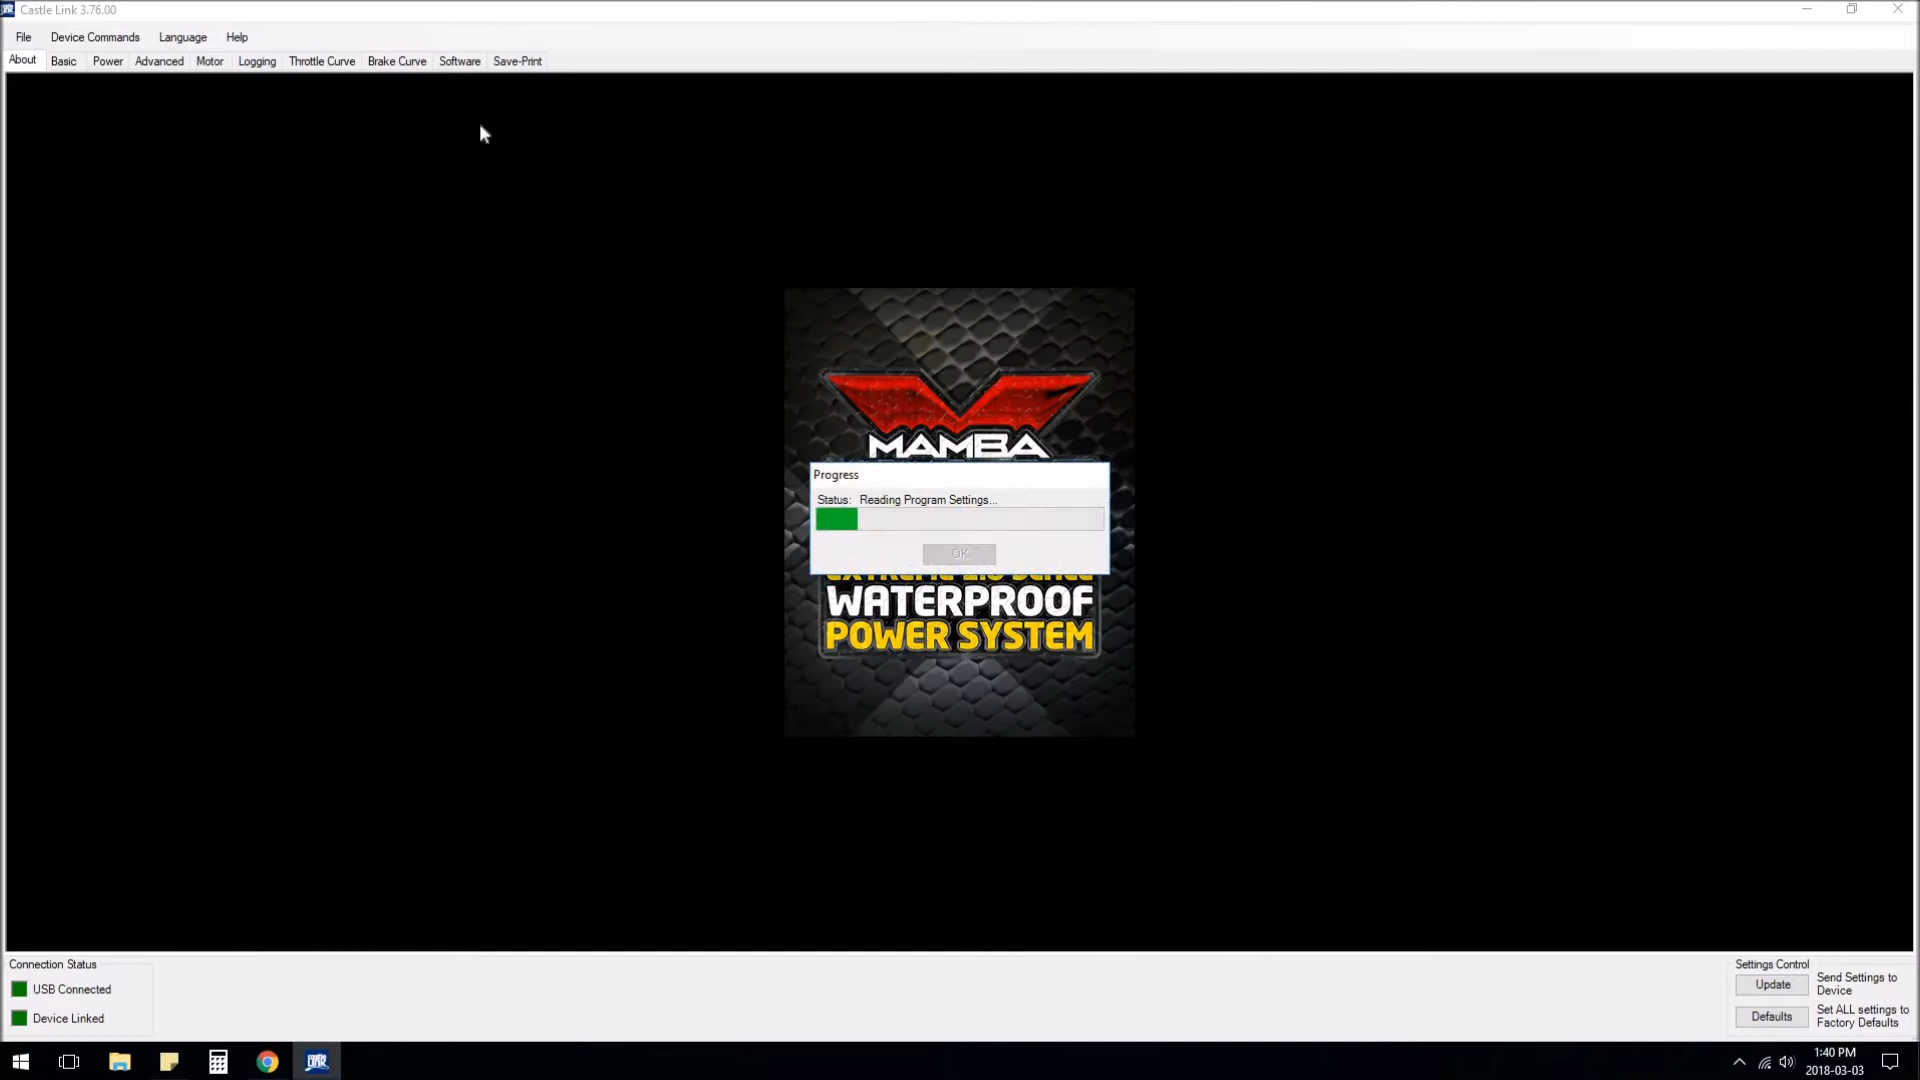 Castle Link 3.76.00
File Device Commands Language Help
About Basic Power Advanced Motor Logging Throttle Curve Brake Curve Software Save-Print
MAMBA
Progress
Status: Reading Program Settings...
OK
WATERPROOF
POWER SYSTEM
Connection Status
USB Connected
Device Linked
Settings Control
Update
Send Settings to
Device
Defaults
Set ALL settings to
Factory Defaults
castle
LINK
1:40 PM
2018-03-03